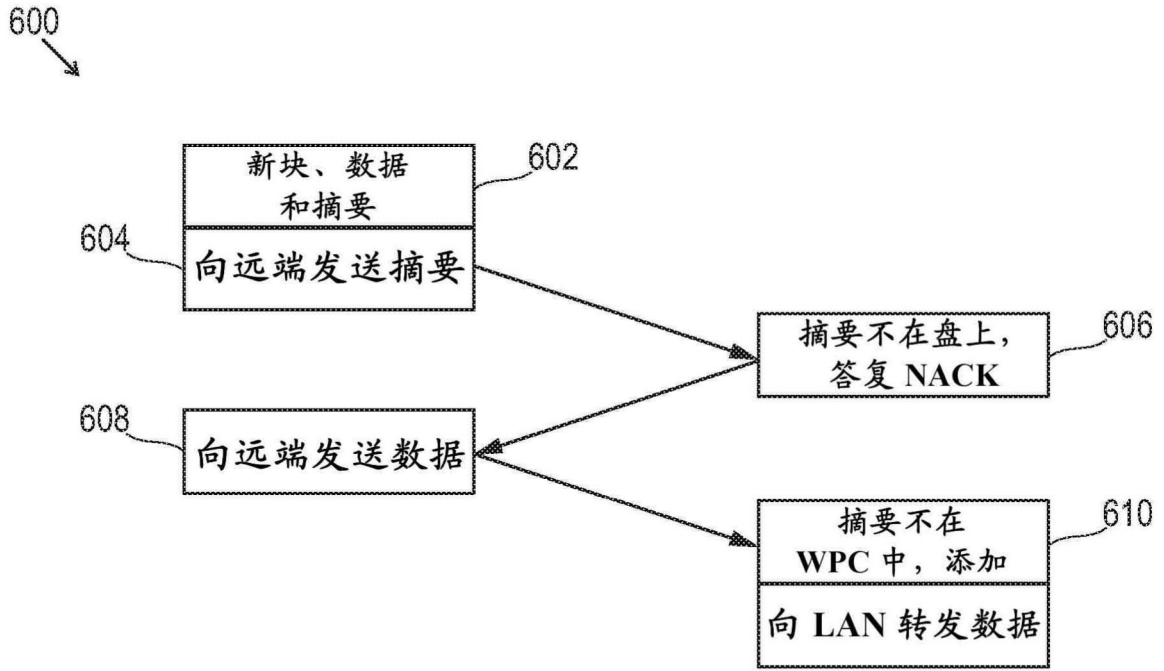 600
新块、数据
和摘要
602
604
向远端发送摘要
摘要不在盘上，
答复 NACK
606
608
向远端发送数据
摘要不在
WPC 中，添加
610
向 LAN 转发数据